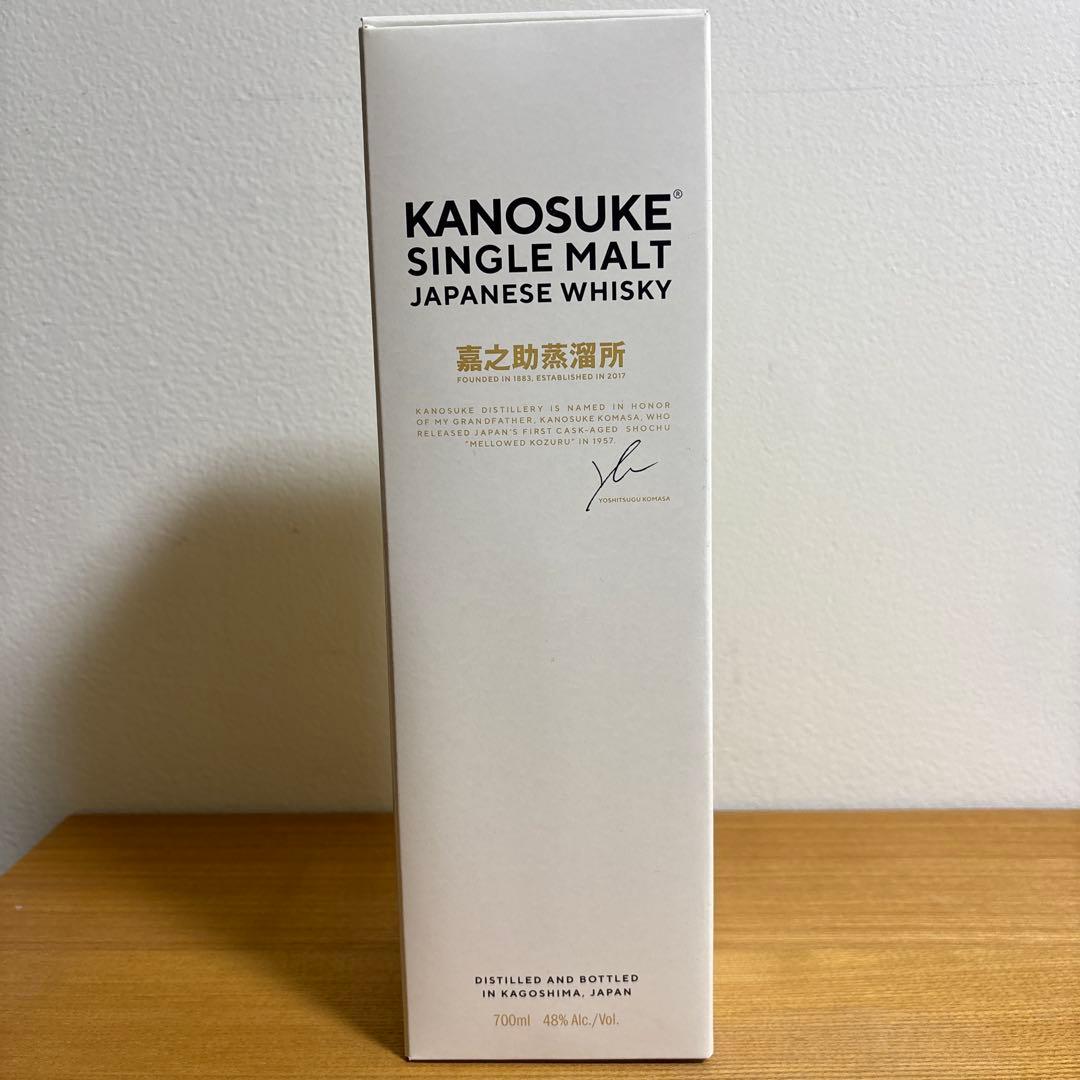 KANOSUKE®
SINGLE MALT
JAPANESE WHISKY
嘉之助蒸溜所
FOUNDED IN 1883, ESTABLISHED IN 2017
KANOSUKE DISTILLERY IS NAMED IN HONOR
OF MY GRANDFATHER, KANOSUKE KOMASA, WHO
RELEASED JAPAN'S FIRST CASK-AGED SHOCHU
"MELLOWED KOZURU" IN 1957.
YOSHITSUGU KOMASA
DISTILLED AND BOTTLED
IN KAGOSHIMA, JAPAN
700ml 48% Alc./Vol.